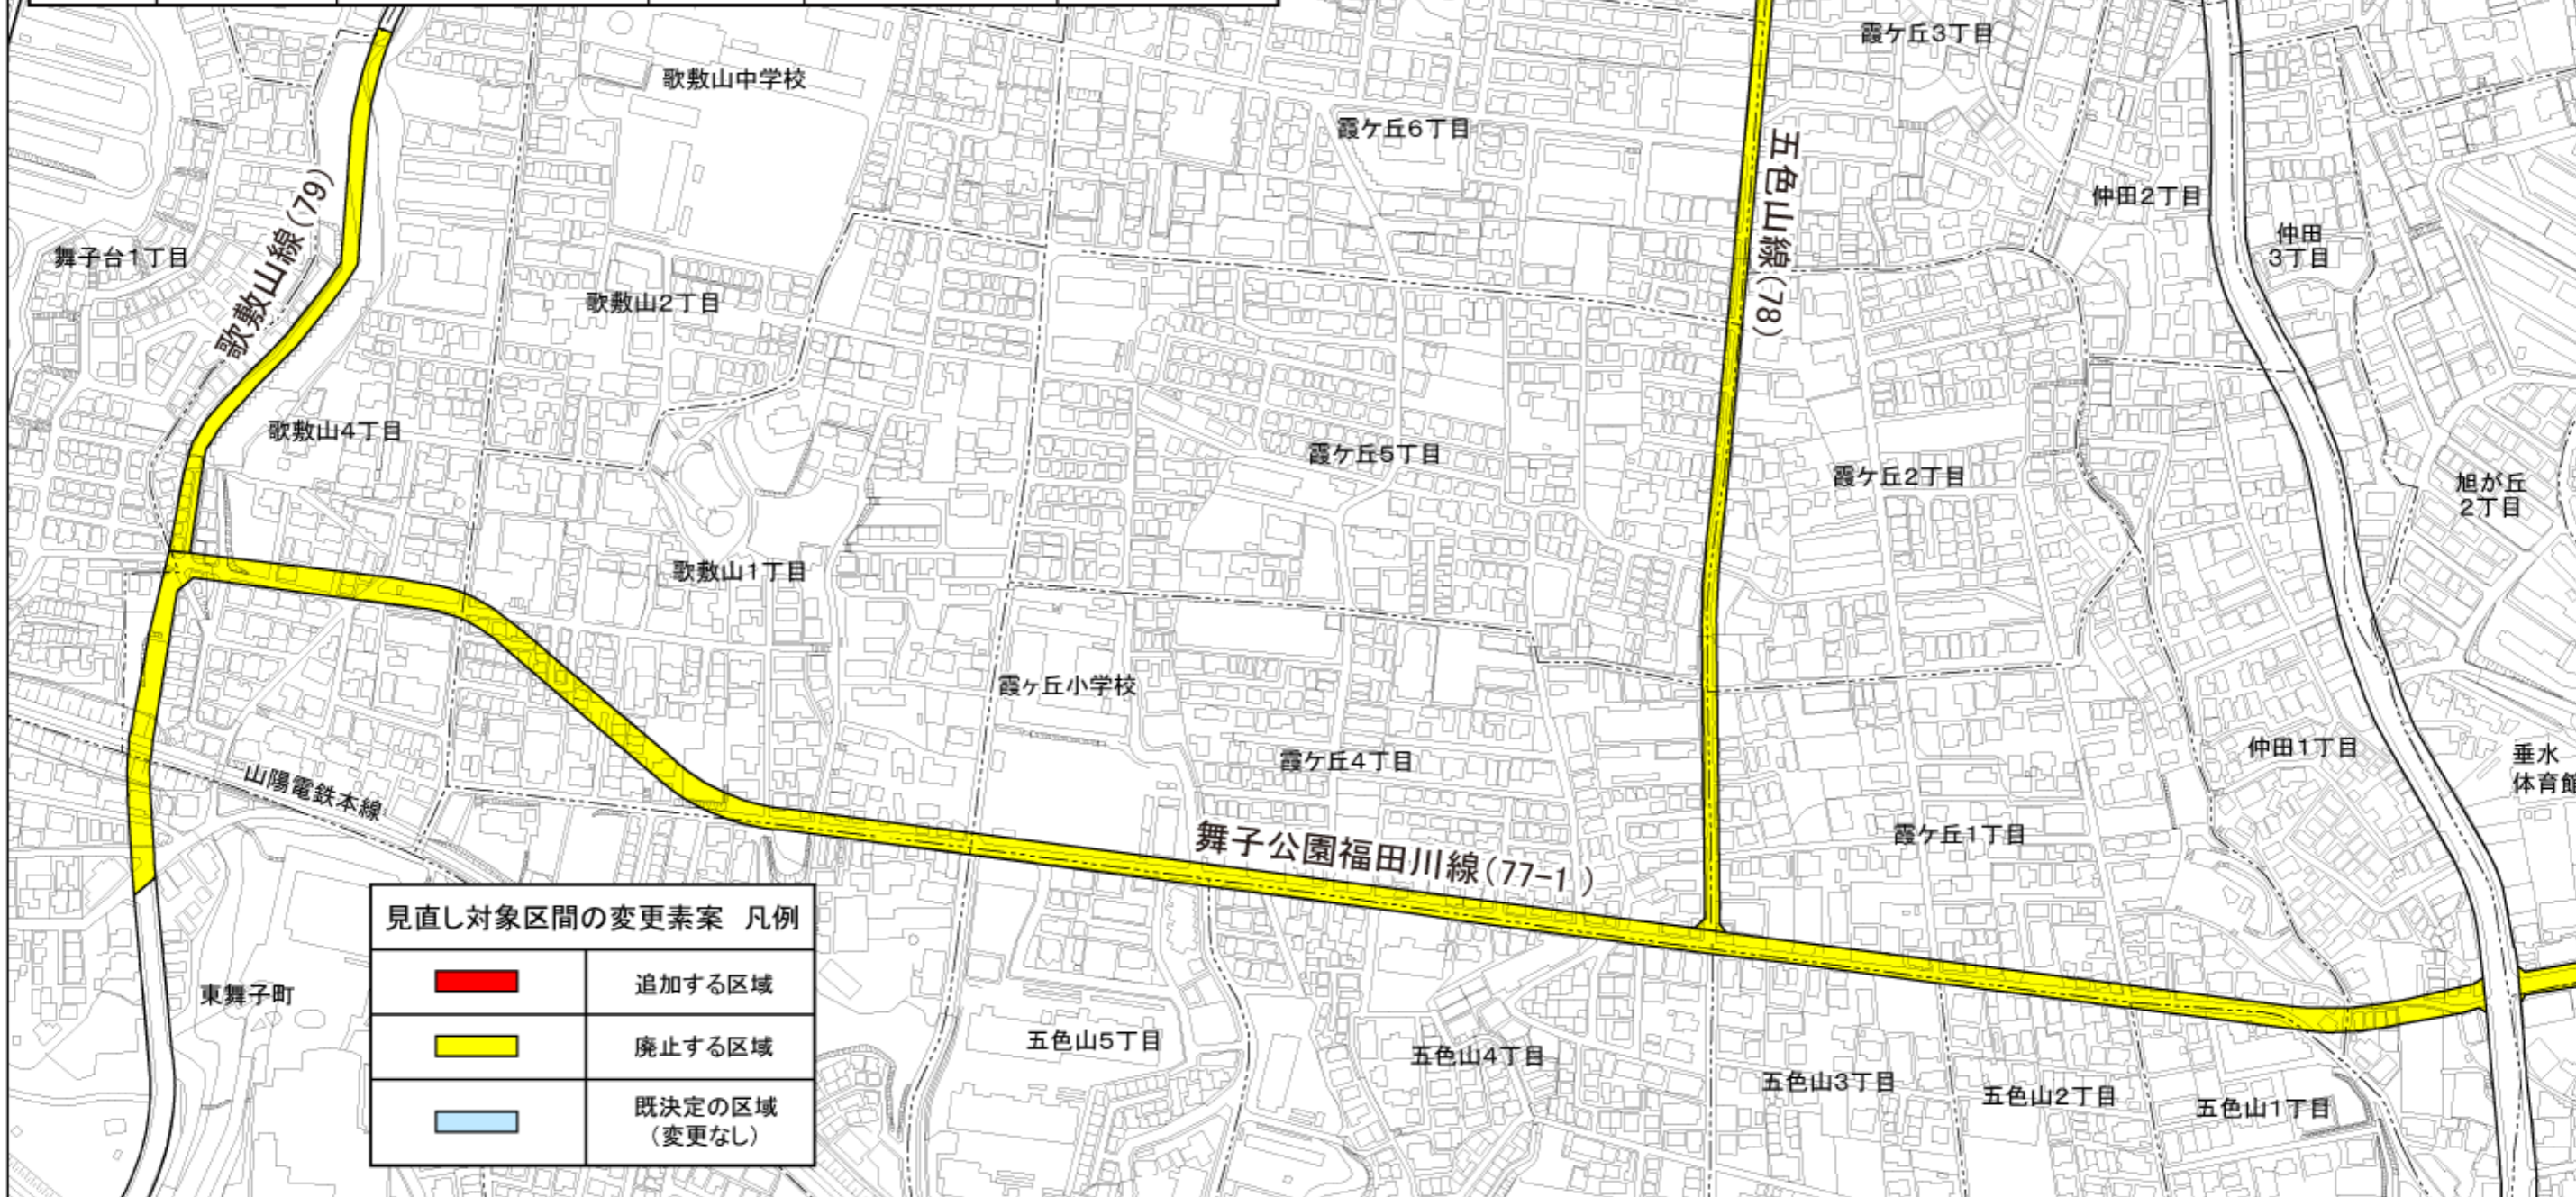 霞ケ丘3丁目
歌敷山中学校
霞ケ丘6丁目
五色山線(78)
仲田2丁目
歌敷山線(79)
舞子台1丁目
仲田
3丁目
歌敷山2丁目
歌敷山4丁目
霞ケ丘5丁目
霞ケ丘2丁目
旭が丘
2丁目
歌敷山1丁目
霞ヶ丘小学校
霞ケ丘4丁目
仲田1丁目
垂水
体育館
山陽電鉄本線
舞子公園福田川線(77-1 )
霞ケ丘1丁目
見直し対象区間の変更素案 凡例
追加する区域
廃止する区域
既決定の区域
(変更なし)
東舞子町
五色山5丁目
五色山4丁目
五色山3丁目
五色山2丁目
五色山1丁目